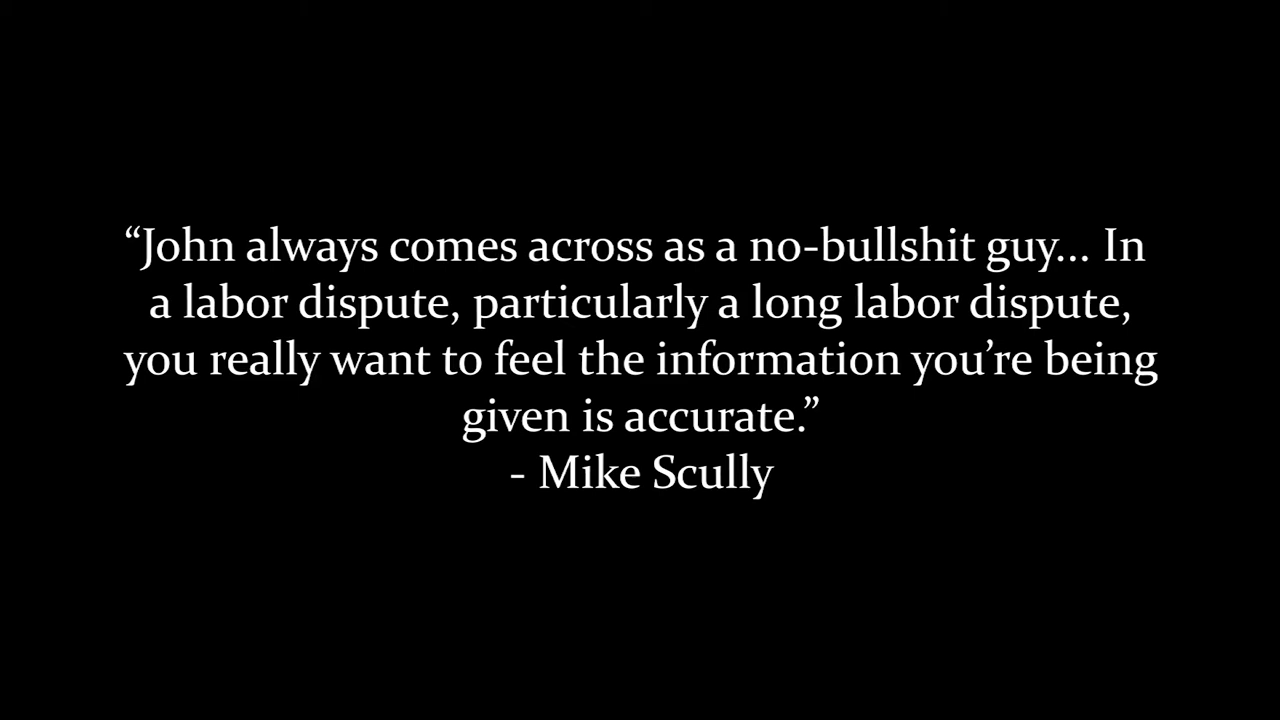 “John always comes across as a no-bullshit guy... In
a labor dispute, particularly a long labor dispute,
you really want to feel the information you’re being
given is accurate.”
- Mike Scully